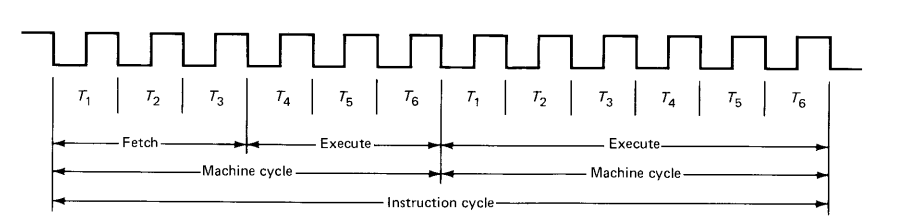 T1 T2 T3 T4 T5 T6 T1 T2 T3 T4 T5 T6
Fetch Execute Execute
Machine cycle Machine cycle
Instruction cycle